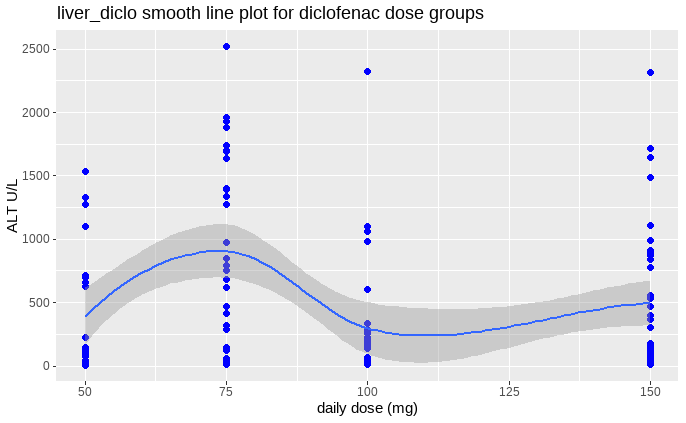 liver_diclo smooth line plot for diclofenac dose groups
2500
2000
1500
1000
500
0
ALT U/L
50 75 100 125 150
daily dose (mg)